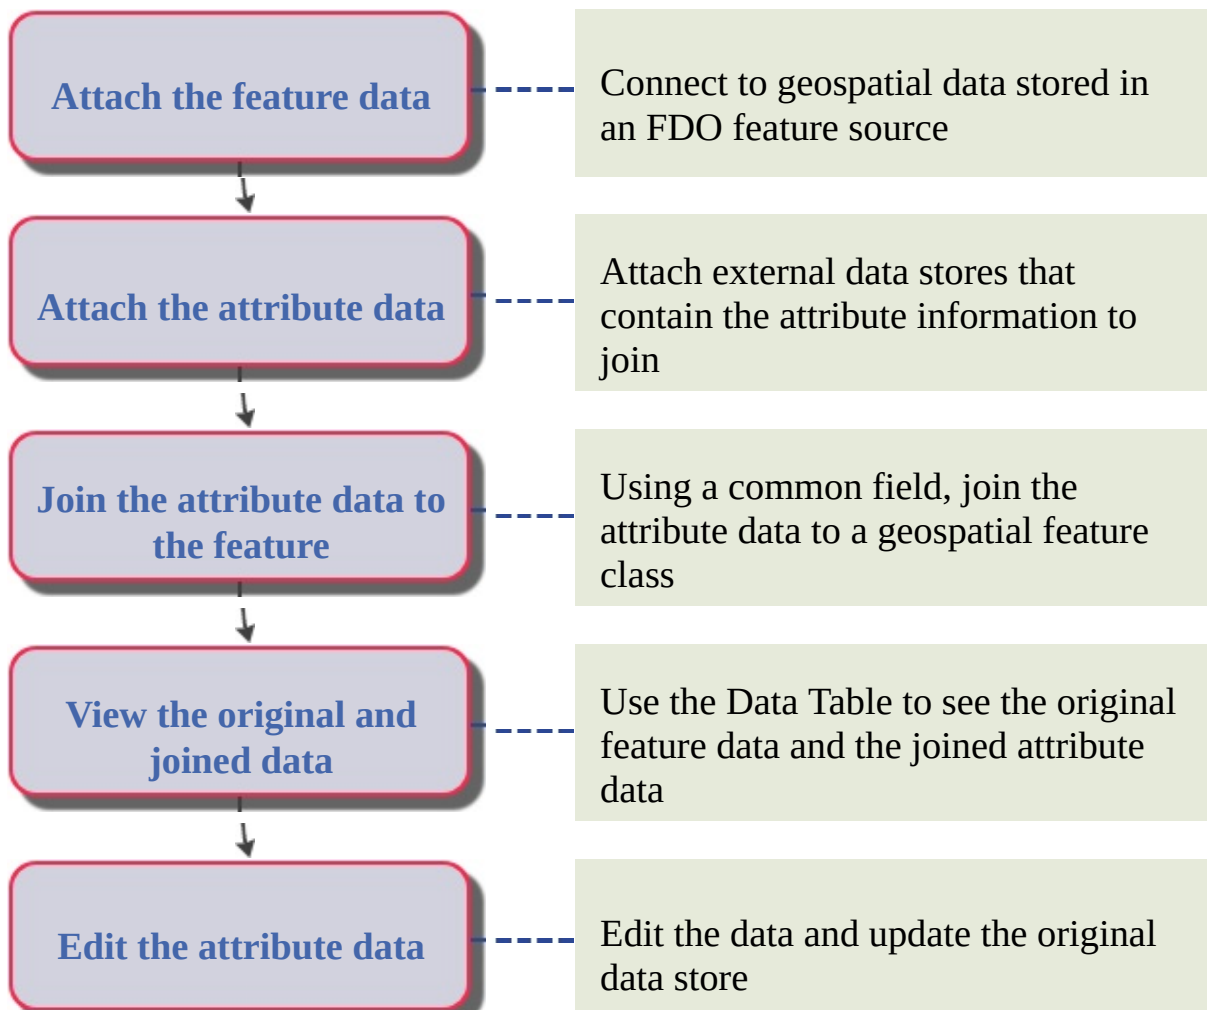 Attach the feature data
Connect to geospatial data stored in
an FDO feature source
Attach the attribute data
Attach external data stores that
contain the attribute information to
join
Join the attribute data to
the feature
Using a common field, join the
attribute data to a geospatial feature
class
View the original and
joined data
Use the Data Table to see the original
feature data and the joined attribute
data
Edit the attribute data
Edit the data and update the original
data store